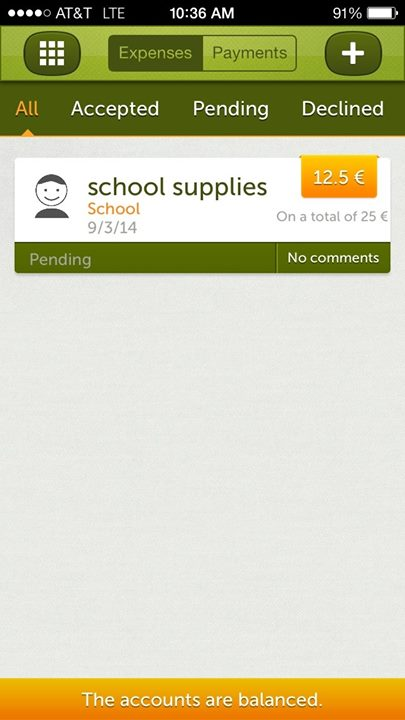 AT&T LTE 10:36 AM 91%
Expenses Payments
All Accepted Pending Declined
school supplies 12.5 €
School
On a total of 25 €
9/3/14
Pending No comments
The accounts are balanced.